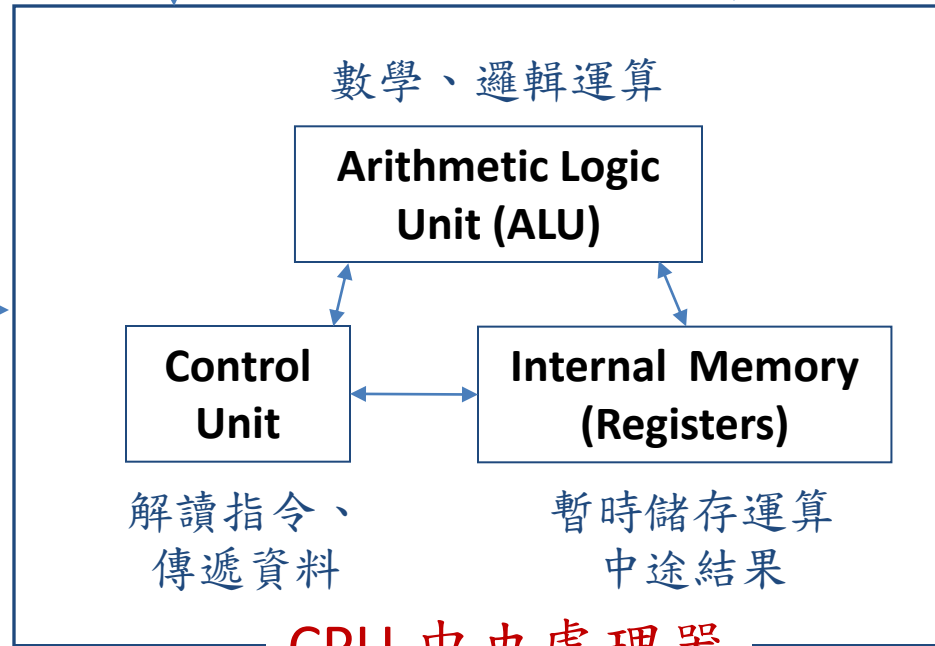 數學、邏輯運算
Arithmetic Logic
Unit (ALU)
Control
Unit
Internal Memory
(Registers)
解讀指令、
傳遞資料
暫時儲存運算
中途結果
CPU 中央處理器